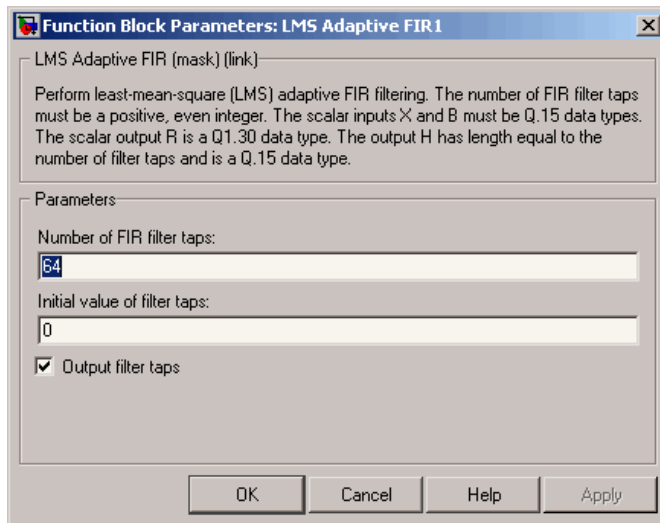 Function Block Parameters: LMS Adaptive FIR1
LMS Adaptive FIR (mask) (link)
Perform least-mean-square (LMS) adaptive FIR filtering. The number of FIR filter taps
must be a positive, even integer. The scalar inputs X and B must be Q.15 data types.
The scalar output R is a Q1.30 data type. The output H has length equal to the
number of filter taps and is a Q.15 data type.
Parameters
Number of FIR filter taps:
64
Initial value of filter taps:
0
Output filter taps
OK Cancel Help Apply